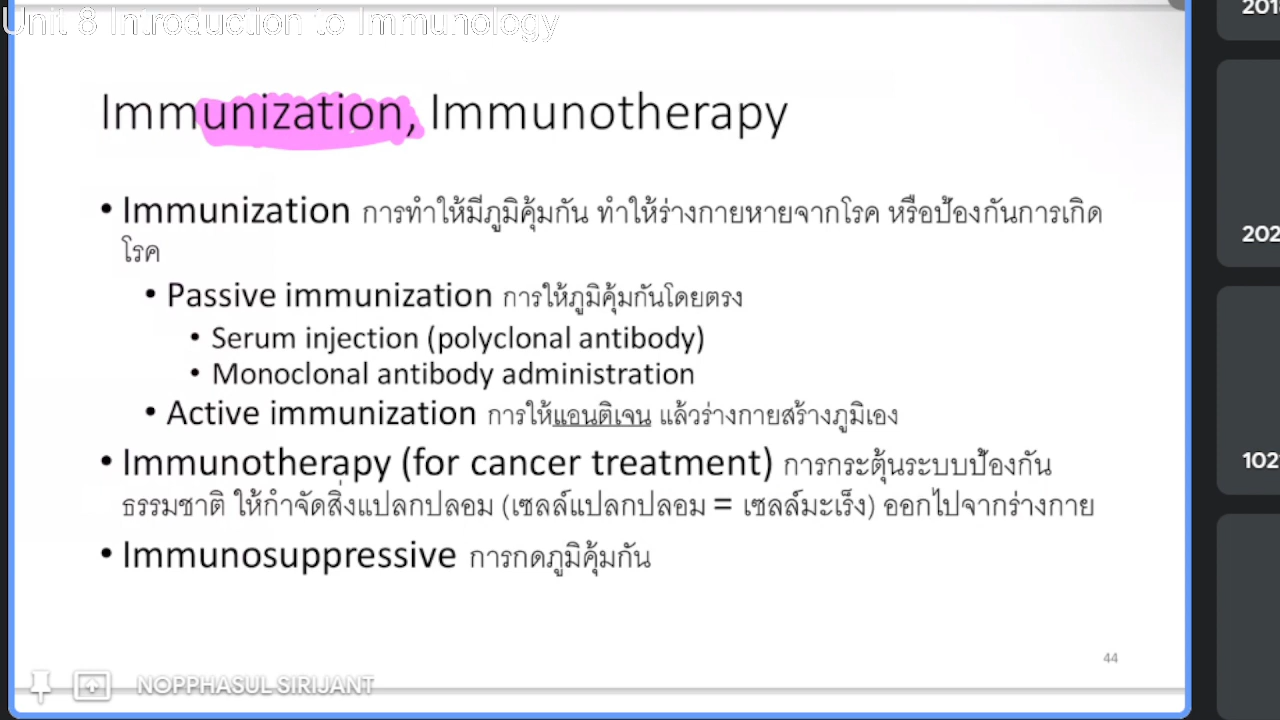 Unit 8 Introduction to Immunology
Immunization, Immunotherapy
• Immunization การทำให้มีภูมิคุ้มกัน ทำให้ร่างกายหายจากโรค หรือป้องกันการเกิด
โรค
• Passive immunization การให้ภูมิคุ้มกันโดยตรง
• Serum injection (polyclonal antibody)
• Monoclonal antibody administration
• Active immunization การให้แอนติเจน แล้วร่างกายสร้างภูมิเอง
• Immunotherapy (for cancer treatment) การกระตุ้นระบบป้องกัน
ธรรมชาติ ให้กำจัดสิ่งแปลกปลอม (เซลล์แปลกปลอม = เซลล์มะเร็ง) ออกไปจากร่างกาย
• Immunosuppressive การกดภูมิคุ้มกัน
44
NOPPHASUL SIRIJANT
201
202
102